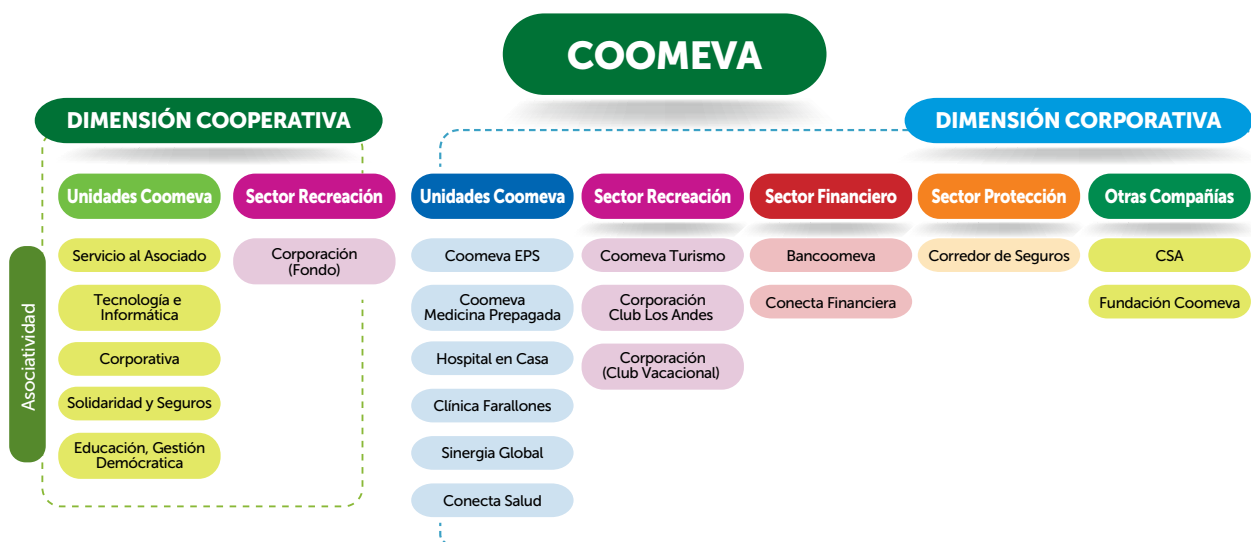 COOMEVA
DIMENSIÓN COOPERATIVA
Unidades Coomeva
Asociatividad
Servicio al Asociado
Tecnología e
Informática
Corporativa
Solidaridad y Seguros
Educación, Gestión
Demócratica
Sector Recreación
Corporación
(Fondo)
DIMENSIÓN CORPORATIVA
Unidades Coomeva
Coomeva EPS
Coomeva
Medicina Prepagada
Hospital en Casa
Clínica Farallones
Sinergia Global
Conecta Salud
Sector Recreación
Coomeva Turismo
Corporación
Club Los Andes
Corporación
(Club Vacacional)
Sector Financiero
Bancoomeva
Conecta Financiera
Sector Protección
Corredor de Seguros
Otras Compañías
CSA
Fundación Coomeva